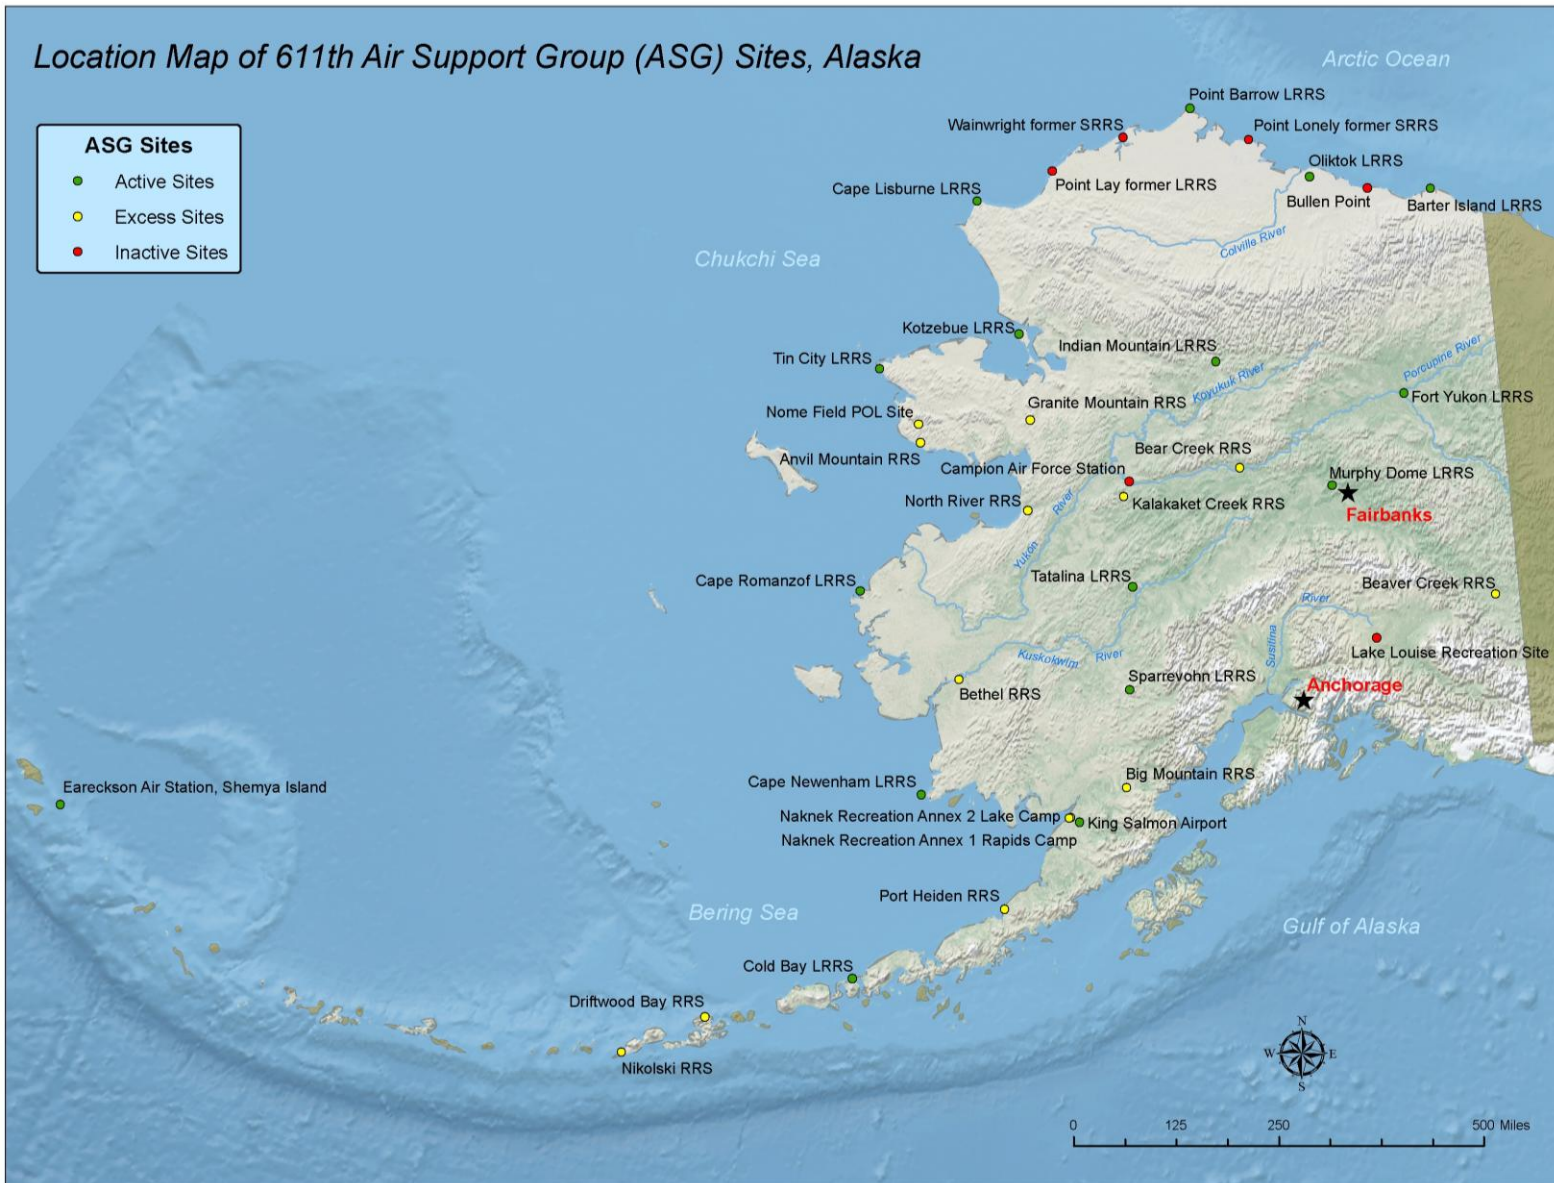 Location Map of 611th Air Support Group (ASG) Sites, Alaska
Arctic Ocean
ASG Sites
Active Sites
Excess Sites
Inactive Sites
Point Barrow LRRS
Wainwright former SRRS
Point Lonely former SRRS
Oliktok LRRS
Point Lay former LRRS
Cape Lisburne LRRS
Bullen Point
Barter Island LRRS
Colville River
Chukchi Sea
Kotzebue LRRS
Indian Mountain LRRS
Porcupine River
Tin City LRRS
Koyukuk River
Fort Yukon LRRS
Granite Mountain RRS
Nome Field POL Site
Bear Creek RRS
Anvil Mountain RRS
Campion Air Force Station
Murphy Dome LRRS
North River RRS
Kalakaket Creek RRS
Fairbanks
Yukon River
Cape Romanzof LRRS
Tatalina LRRS
Beaver Creek RRS
Susitina River
Kuskokwim River
Lake Louise Recreation Site
Sparrevohn LRRS
Anchorage
Bethel RRS
Eareckson Air Station, Shemya Island
Cape Newenham LRRS
Big Mountain RRS
Naknek Recreation Annex 2 Lake Camp
King Salmon Airport
Naknek Recreation Annex 1 Rapids Camp
Port Heiden RRS
Bering Sea
Gulf of Alaska
Cold Bay LRRS
Driftwood Bay RRS
Nikolski RRS
N
W
E
S
0 125 250 500 Miles